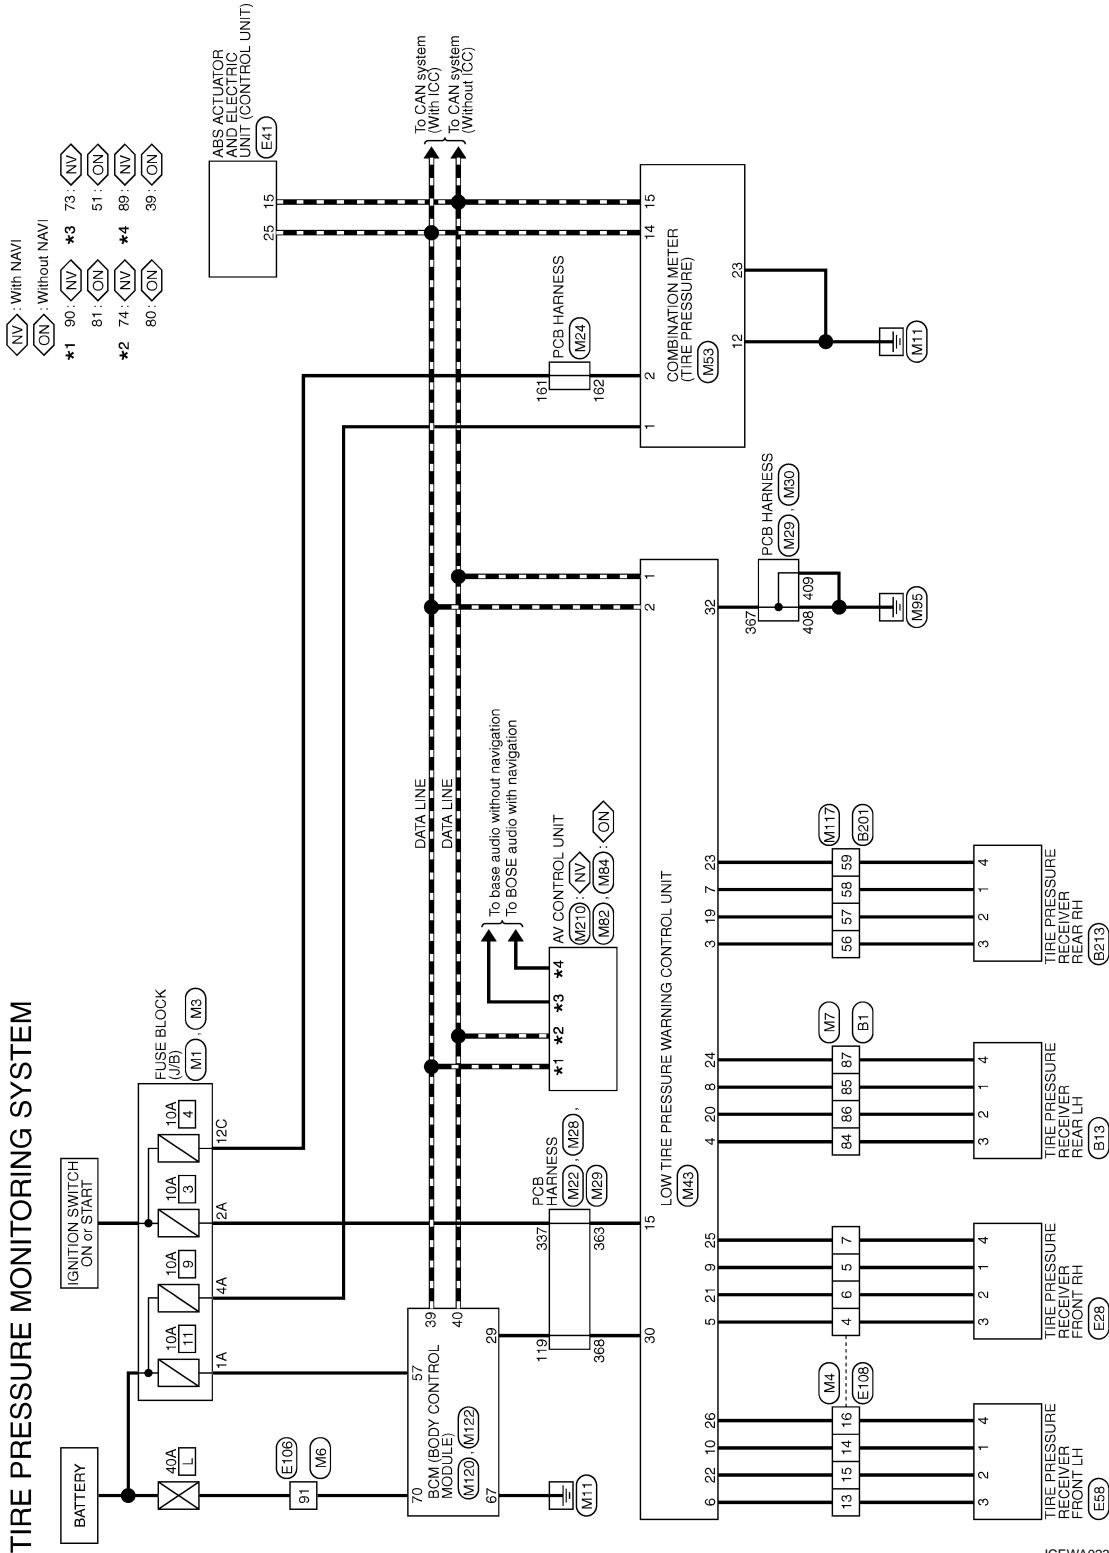 TIRE PRESSURE MONITORING SYSTEM
NV : With NAVI
ON : Without NAVI
*1 90 : NV
81 : ON
*2 74 : NV
80 : ON
*3 73 : NV
51 : ON
*4 89 : NV
39 : ON
BATTERY
IGNITION SWITCH
ON or START
40A
L
10A
11
10A
9
10A
3
10A
4
FUSE BLOCK
(J/B)
M1 , M3
1A
4A
2A
12C
E106
91
M6
ABS ACTUATOR
AND ELECTRIC
UNIT (CONTROL UNIT)
E41
25
15
To CAN system
(With ICC)
To CAN system
(Without ICC)
DATA LINE
DATA LINE
70
57
39
40
BCM (BODY CONTROL
MODULE)
M120 , M122
67
29
M11
To base audio without navigation
To BOSE audio with navigation
AV CONTROL UNIT
M210 : NV
M82 , M84 : ON
*1
*2
*3
*4
PCB
HARNESS
M22 , M28 ,
M29
119
337
368
363
PCB HARNESS
M24
161
162
30
15
2
1
LOW TIRE PRESSURE WARNING CONTROL UNIT
M43
1
2
14
15
COMBINATION METER
(TIRE PRESSURE)
M53
12
23
M11
6
22
10
26
5
21
9
25
4
20
8
24
3
19
7
23
32
PCB HARNESS
M29 , M30
367
408
409
M95
M4
E108
M7
B1
M117
B201
13
15
14
16
4
6
5
7
84
86
85
87
56
57
58
59
3
2
1
4
3
2
1
4
3
2
1
4
3
2
1
4
TIRE PRESSURE
RECEIVER
FRONT LH
E58
TIRE PRESSURE
RECEIVER
FRONT RH
E28
TIRE PRESSURE
RECEIVER
REAR LH
B13
TIRE PRESSURE
RECEIVER
REAR RH
B213